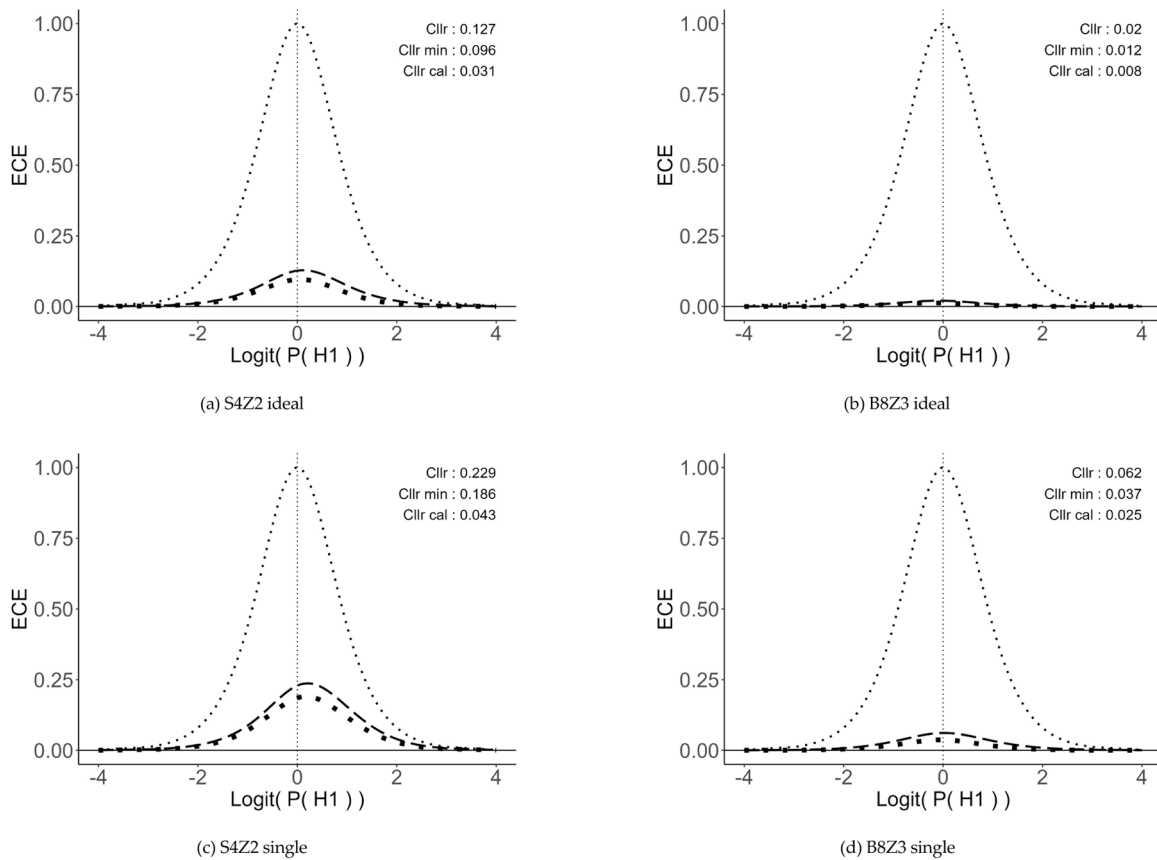 Cllr : 0.127
Cllr min : 0.096
Cllr cal : 0.031
1.00
0.75
0.50
0.25
0.00
ECE
-4 -2 0 2 4
Logit( P( H1 ) )
(a) S4Z2 ideal
Cllr : 0.02
Cllr min : 0.012
Cllr cal : 0.008
1.00
0.75
0.50
0.25
0.00
ECE
-4 -2 0 2 4
Logit( P( H1 ) )
(b) B8Z3 ideal
Cllr : 0.229
Cllr min : 0.186
Cllr cal : 0.043
1.00
0.75
0.50
0.25
0.00
ECE
-4 -2 0 2 4
Logit( P( H1 ) )
(c) S4Z2 single
Cllr : 0.062
Cllr min : 0.037
Cllr cal : 0.025
1.00
0.75
0.50
0.25
0.00
ECE
-4 -2 0 2 4
Logit( P( H1 ) )
(d) B8Z3 single